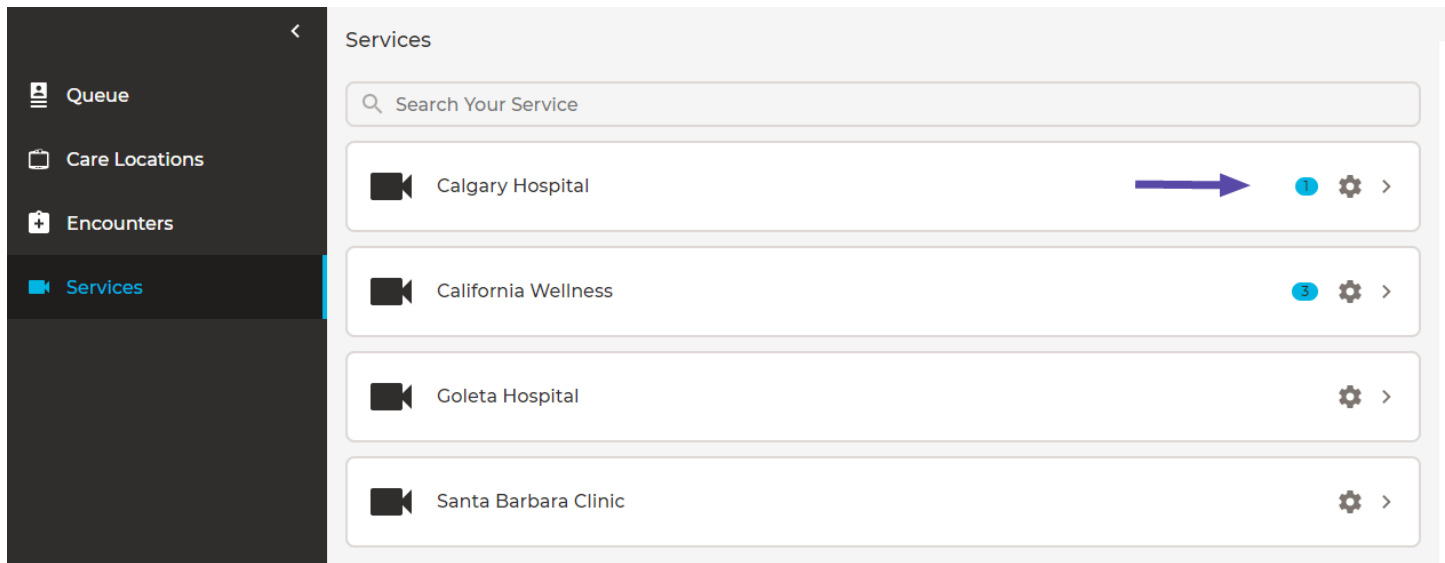 Queue
Care Locations
Encounters
Services
Services
Search Your Service
Calgary Hospital 1
California Wellness 3
Goleta Hospital
Santa Barbara Clinic